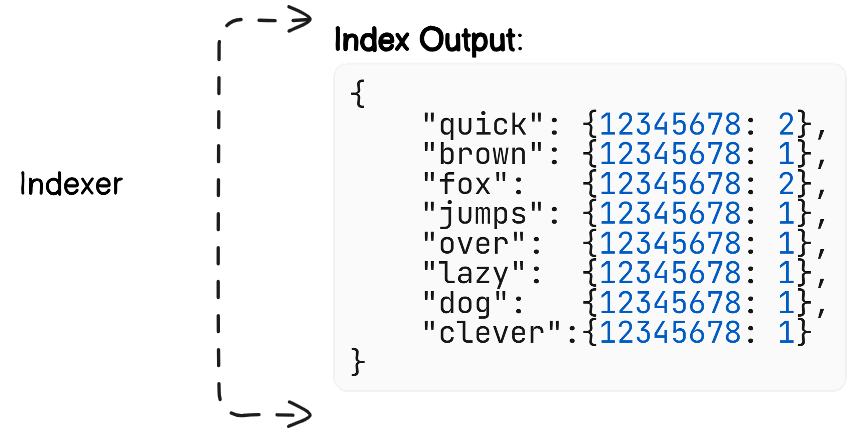 Indexer
Index Output:
{
    "quick": {12345678: 2},
    "brown": {12345678: 1},
    "fox":   {12345678: 2},
    "jumps": {12345678: 1},
    "over":  {12345678: 1},
    "lazy":  {12345678: 1},
    "dog":   {12345678: 1},
    "clever":{12345678: 1}
}